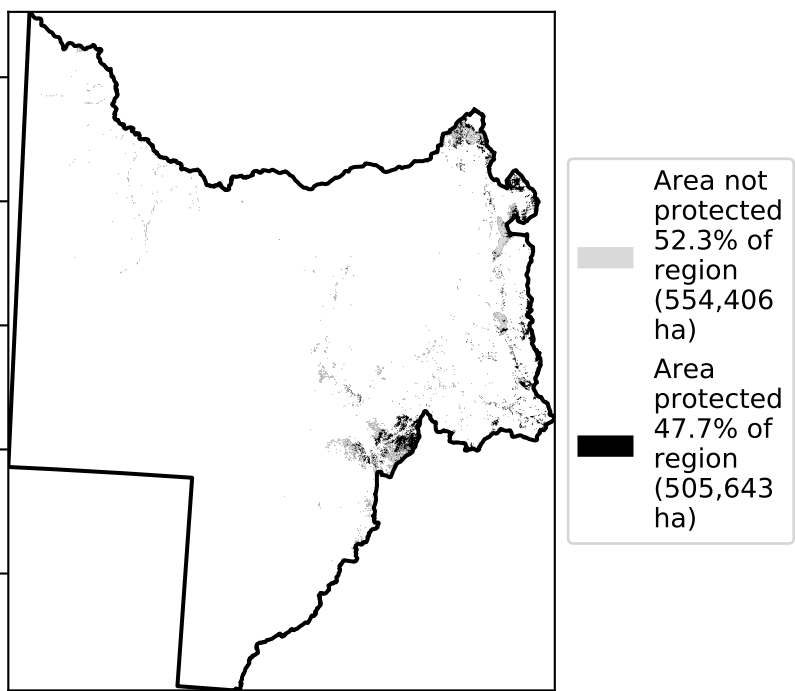 Area not
protected
52.3% of
region
(554,406
ha)
Area
protected
47.7% of
region
(505,643
ha)